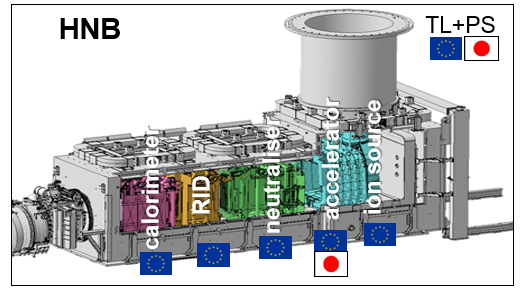 HNB
TL+PS
calorimeter
RID
neutraliser
accelerator
ion source